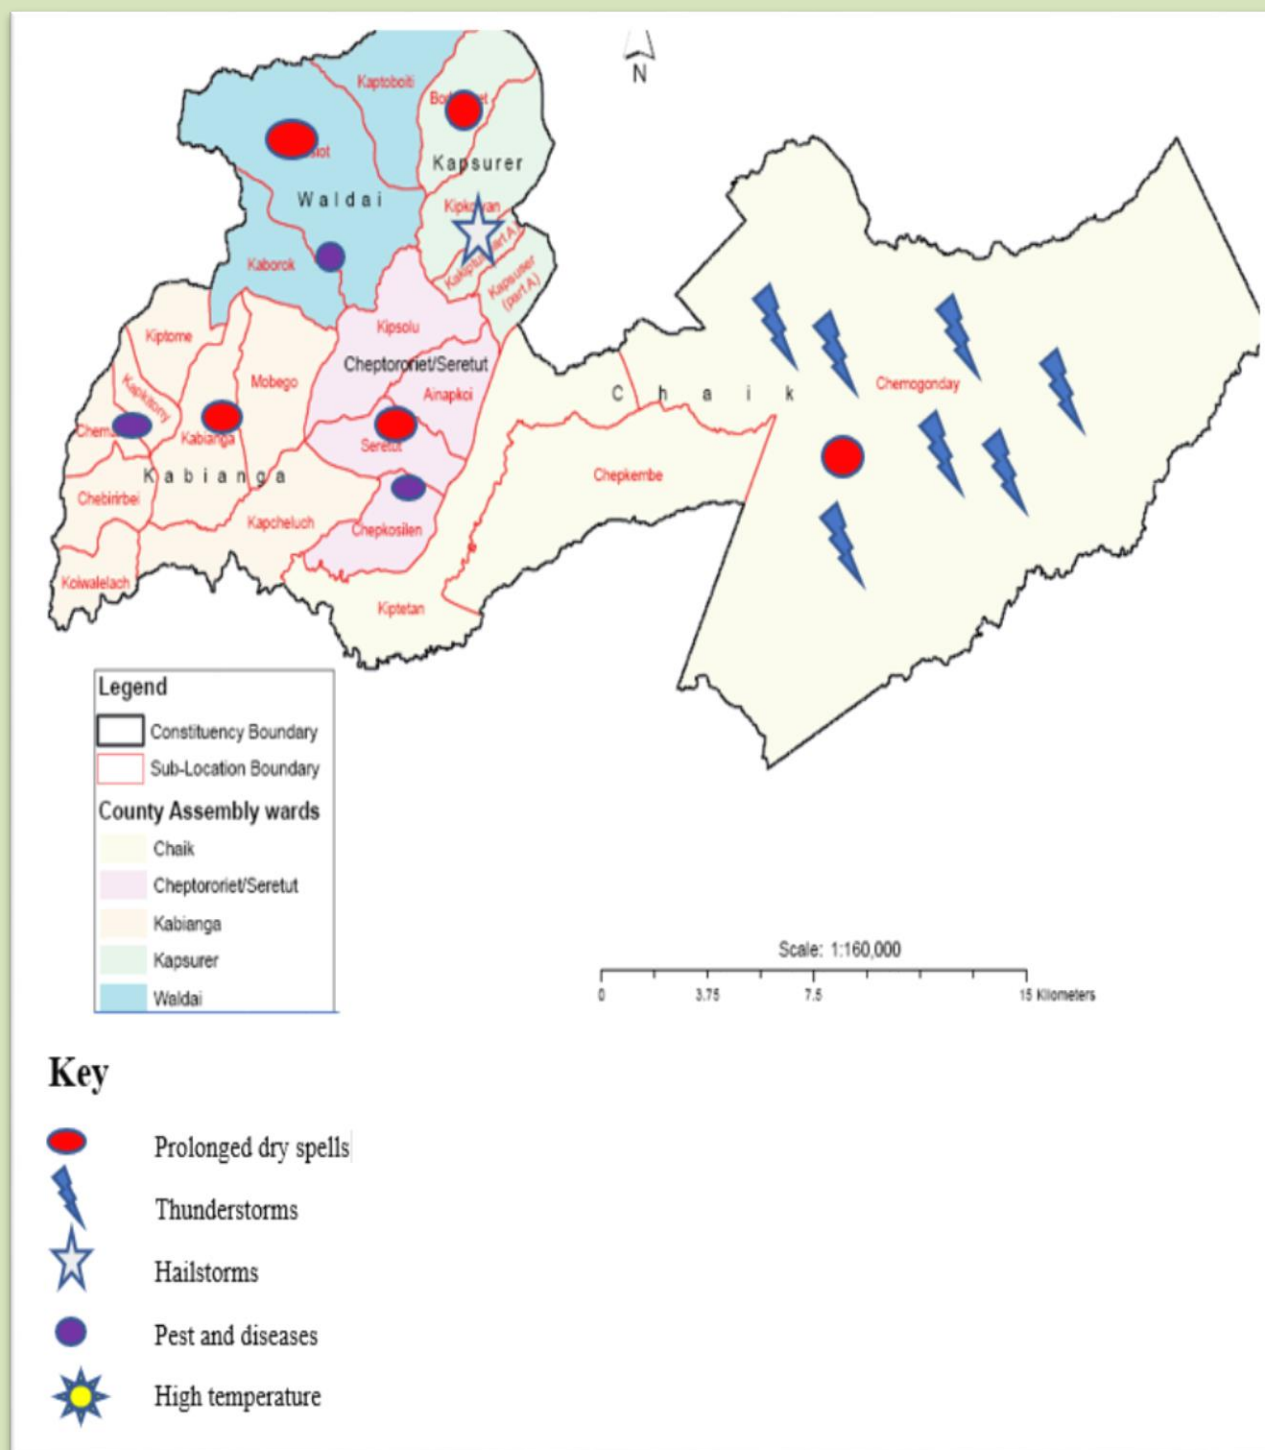 N
Kaptoboiti
Kapsurer
Waldai
Kaborok
Kapsuser
(part A)
Kiptome
Kipsolu
Cheptororiet/Seretut
Kapkitony
Mobego
Ainapkoi
Chaik
Chemogonday
Kabianga
Seretut
Kabianga
Chepkembe
Chebirirbei
Kapcheluch
Chepkosilen
Koiwalelach
Kiptetan
Legend
Constituency Boundary
Sub-Location Boundary
County Assembly wards
Chaik
Cheptororiet/Seretut
Kabianga
Kapsurer
Waldai
Scale: 1:160,000
0 3.75 7.5 15 Kilometers
Key
Prolonged dry spells
Thunderstorms
Hailstorms
Pest and diseases
High temperature